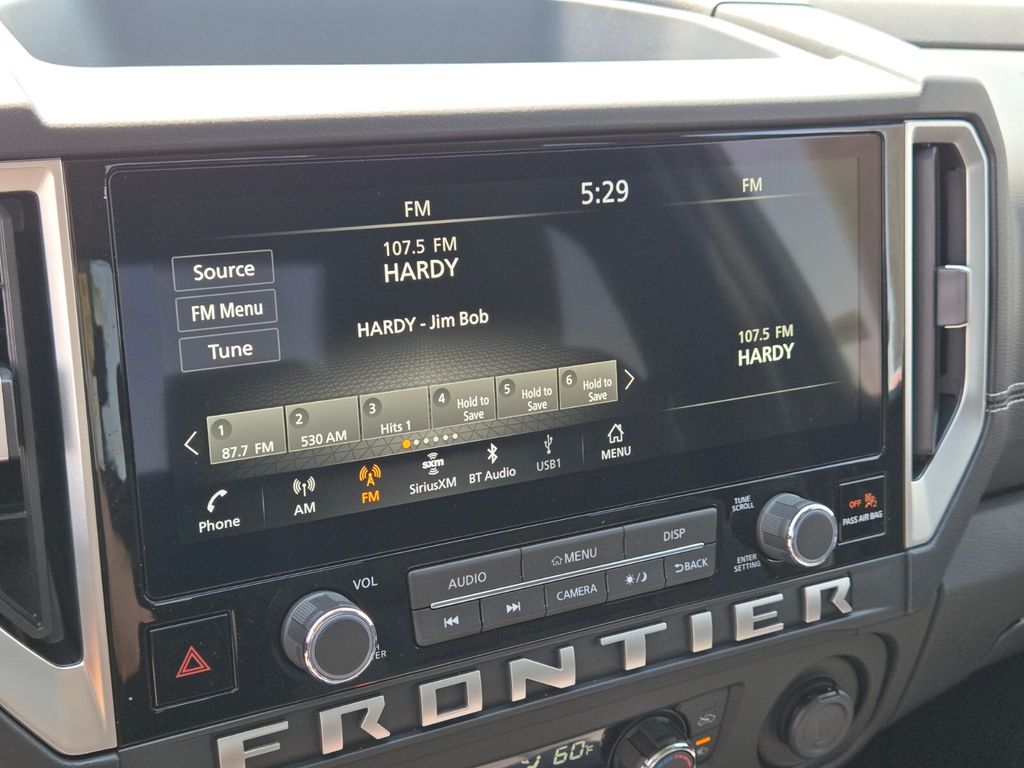 FM
5:29
FM
107.5 FM
HARDY
Source
FM Menu
HARDY - Jim Bob
Tune
107.5 FM
HARDY
1
87.7 FM
2
530 AM
3
Hits 1
4
Hold to
Save
5
Hold to
Save
6
Hold to
Save
Phone
AM
FM
sxm
SiriusXM
BT Audio
USB1
MENU
VOL
AUDIO
MENU
DISP
CAMERA
BACK
TUNE
SCROLL
ENTER
SETTING
OFF
2
PASS AIR BAG
FRONTIER
60°F